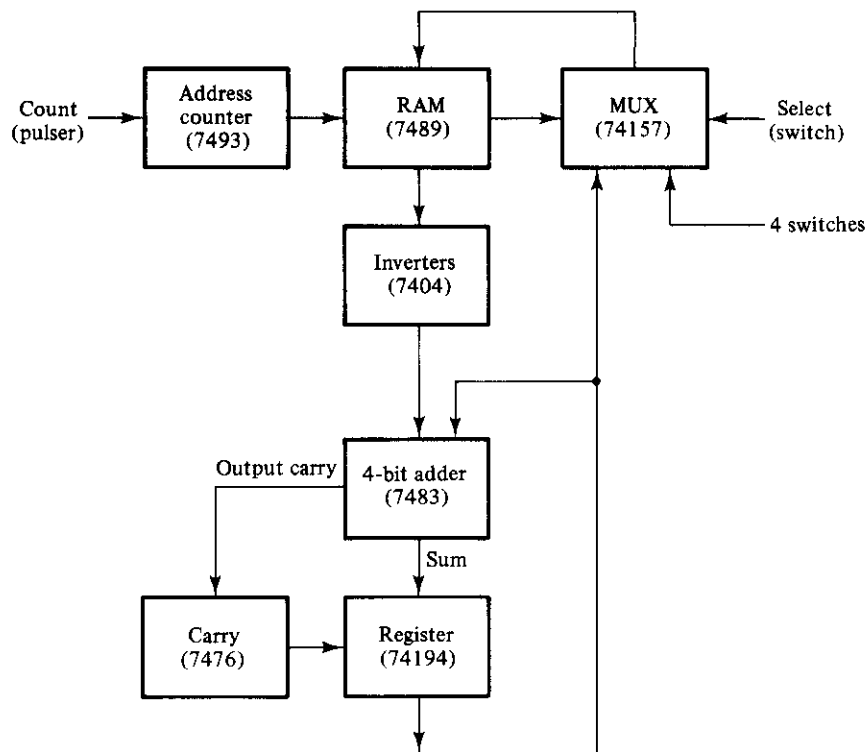 Count
(pulser)
Address
counter
(7493)
RAM
(7489)
MUX
(74157)
Select
(switch)
4 switches
Inverters
(7404)
Output carry
4-bit adder
(7483)
Sum
Carry
(7476)
Register
(74194)